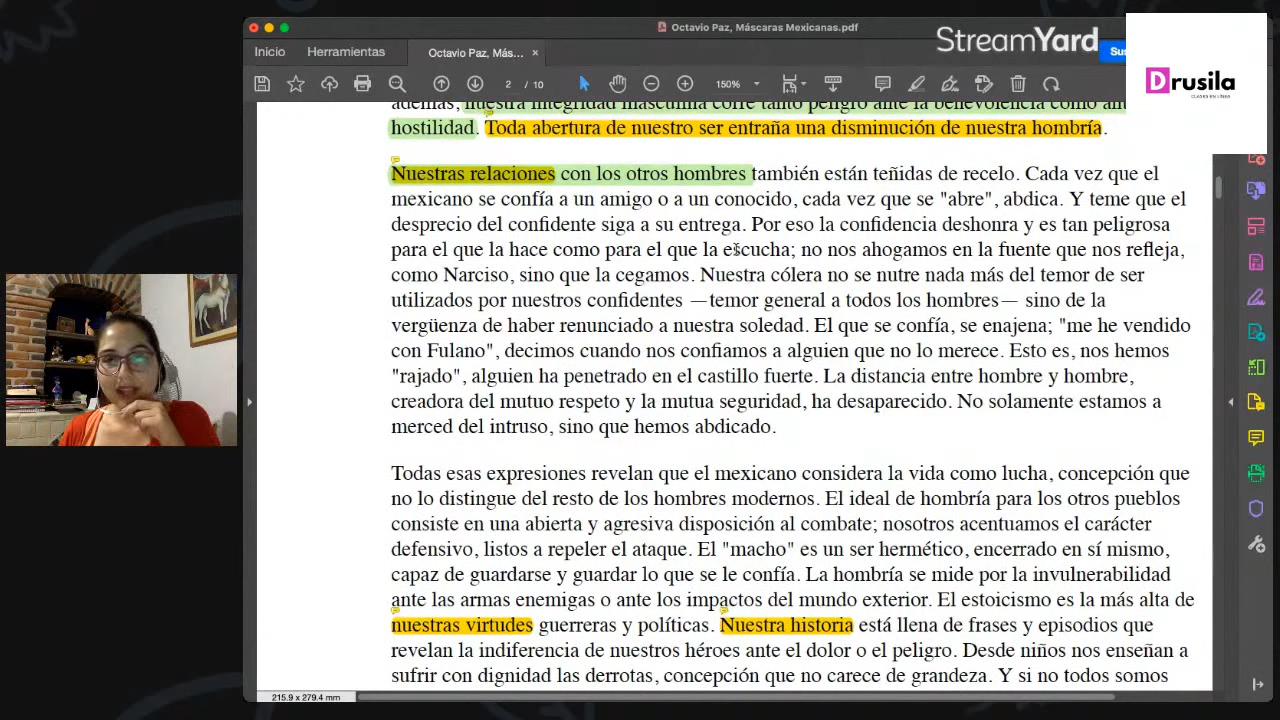 Octavio Paz, Máscaras Mexicanas.pdf
StreamYard
Inicio
Herramientas
Octavio Paz, Más... ×
Sus
Drusila
CLASES EN LÍNEA
2 / 10
150%
además, nuestra integridad masculina corre tanto peligro ante la benevolencia como
hostilidad. Toda abertura de nuestro ser entraña una disminución de nuestra hombría.
Nuestras relaciones con los otros hombres también están teñidas de recelo. Cada vez que el
mexicano se confía a un amigo o a un conocido, cada vez que se "abre", abdica. Y teme que el
desprecio del confidente siga a su entrega. Por eso la confidencia deshonra y es tan peligrosa
para el que la hace como para el que la escucha; no nos ahogamos en la fuente que nos refleja,
como Narciso, sino que la cegamos. Nuestra cólera no se nutre nada más del temor de ser
utilizados por nuestros confidentes —temor general a todos los hombres— sino de la
vergüenza de haber renunciado a nuestra soledad. El que se confía, se enajena; "me he vendido
con Fulano", decimos cuando nos confiamos a alguien que no lo merece. Esto es, nos hemos
"rajado", alguien ha penetrado en el castillo fuerte. La distancia entre hombre y hombre,
creadora del mutuo respeto y la mutua seguridad, ha desaparecido. No solamente estamos a
merced del intruso, sino que hemos abdicado.
Todas esas expresiones revelan que el mexicano considera la vida como lucha, concepción que
no lo distingue del resto de los hombres modernos. El ideal de hombría para los otros pueblos
consiste en una abierta y agresiva disposición al combate; nosotros acentuamos el carácter
defensivo, listos a repeler el ataque. El "macho" es un ser hermético, encerrado en sí mismo,
capaz de guardarse y guardar lo que se le confía. La hombría se mide por la invulnerabilidad
ante las armas enemigas o ante los impactos del mundo exterior. El estoicismo es la más alta de
nuestras virtudes guerreras y políticas. Nuestra historia está llena de frases y episodios que
revelan la indiferencia de nuestros héroes ante el dolor o el peligro. Desde niños nos enseñan a
sufrir con dignidad las derrotas, concepción que no carece de grandeza. Y si no todos somos
215.9 x 279.4 mm